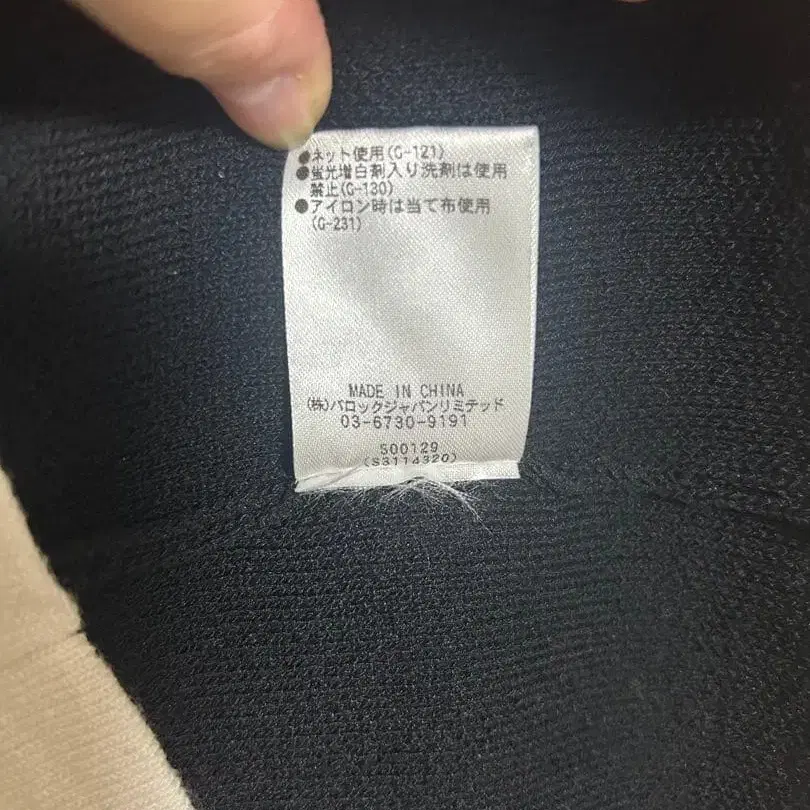 ●ネット使用(G-121)
●蛍光増白剤入り洗剤は使用
禁止(G-130)
●アイロン時は当て布使用
(G-231)
MADE IN CHINA
(株)バロックジャパンリミテッド
03-6730-9191
500129
(S3114320)